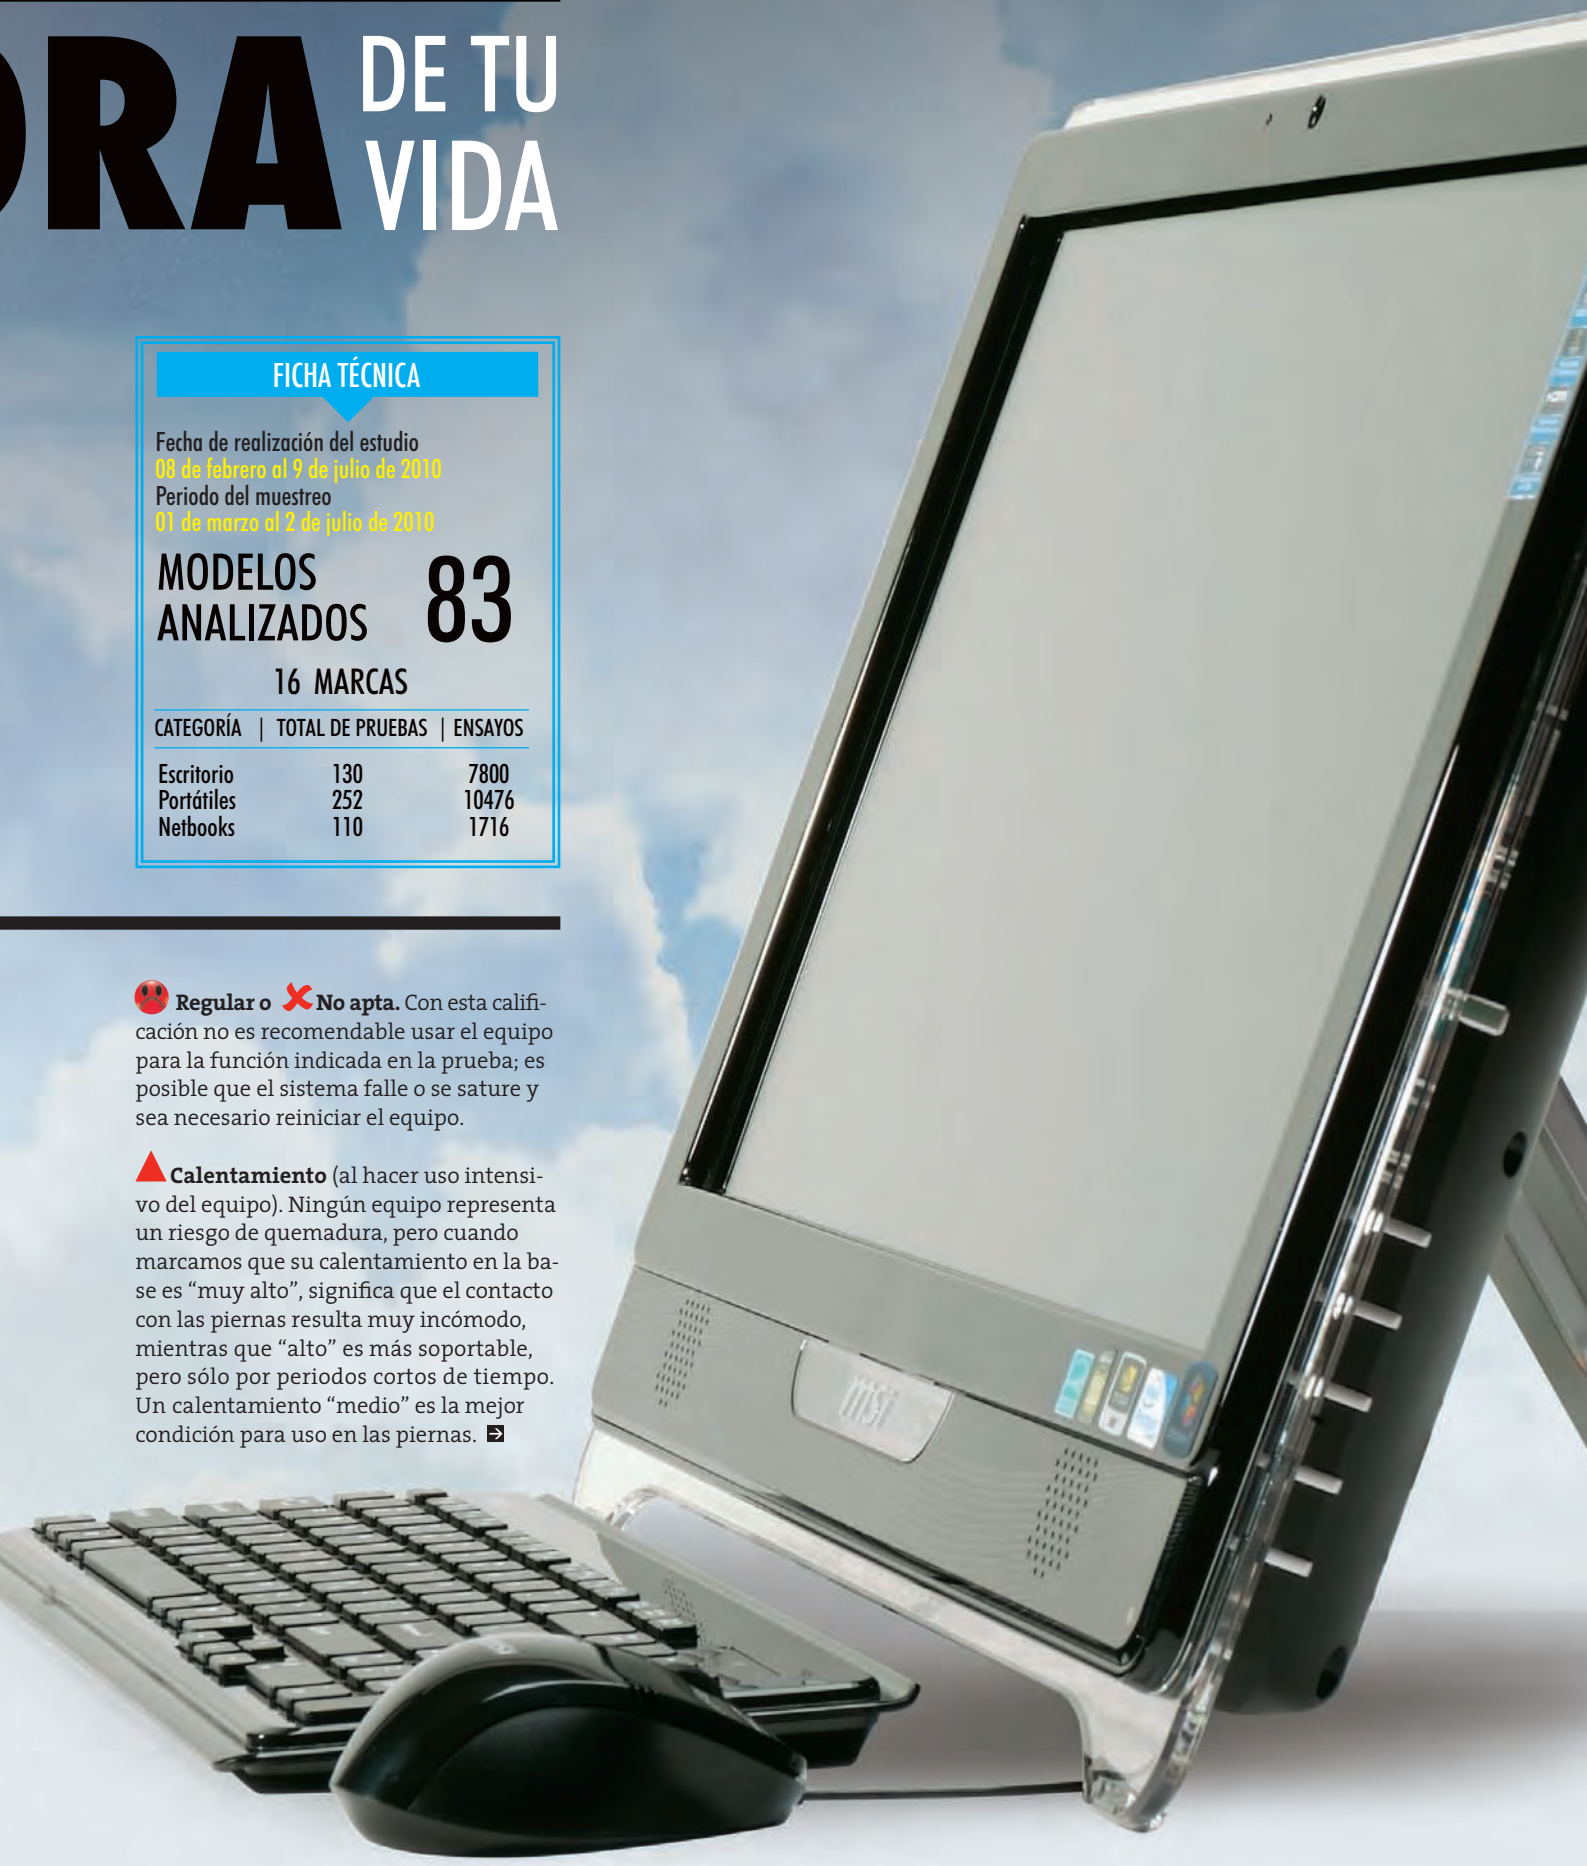 ORA DE TU
VIDA
FICHA TÉCNICA
Fecha de realización del estudio
08 de febrero al 9 de julio de 2010
Periodo del muestreo
01 de marzo al 2 de julio de 2010
MODELOS
ANALIZADOS 83
16 MARCAS
CATEGORÍA | TOTAL DE PRUEBAS | ENSAYOS
Escritorio 130 7800
Portátiles 252 10476
Netbooks 110 1716
Regular o No apta. Con esta califi-
cación no es recomendable usar el equipo
para la función indicada en la prueba; es
posible que el sistema falle o se sature y
sea necesario reiniciar el equipo.
Calentamiento (al hacer uso intensi-
vo del equipo). Ningún equipo representa
un riesgo de quemadura, pero cuando
marcamos que su calentamiento en la ba-
se es “muy alto”, significa que el contacto
con las piernas resulta muy incómodo,
mientras que “alto” es más soportable,
pero sólo por periodos cortos de tiempo.
Un calentamiento “medio” es la mejor
condición para uso en las piernas.
msi